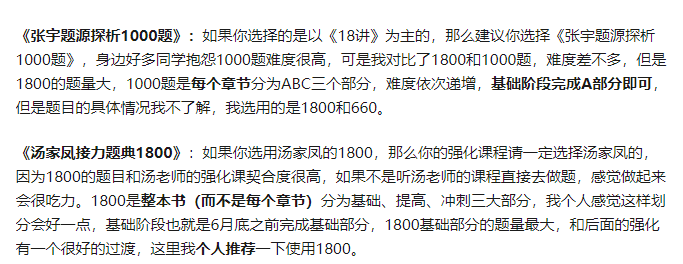 《张宇题源探析1000题》：如果你选择的是以《18讲》为主的，那么建议你选择《张宇题源探析
1000题》，身边好多同学抱怨1000题难度很高，可是我对比了1800和1000题，难度差不多，但是
1800的题量大，1000题是每个章节分为ABC三个部分，难度依次递增，基础阶段完成A部分即可，
但是题目的具体情况我不了解，我选用的是1800和660。
《汤家凤接力题典1800》：如果你选用汤家凤的1800，那么你的强化课程请一定选择汤家凤的，
因为1800的题目和汤老师的强化课契合度很高，如果不是听汤老师的课程直接去做题，感觉做起来
会很吃力。1800是整本书（而不是每个章节）分为基础、提高、冲刺三大部分，我个人感觉这样划
分会好一点，基础阶段也就是6月底之前完成基础部分，1800基础部分的题量最大，和后面的强化
有一个很好的过渡，这里我个人推荐一下使用1800。